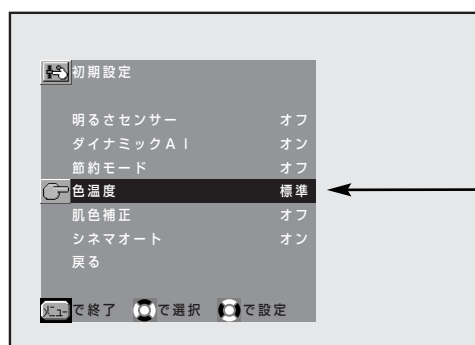 初期設定
明るさセンサー オフ
ダイナミックAI オン
節約モード オフ
色温度 標準
肌色補正 オフ
シネマオート オン
戻る
メニューで終了 で選択 で設定